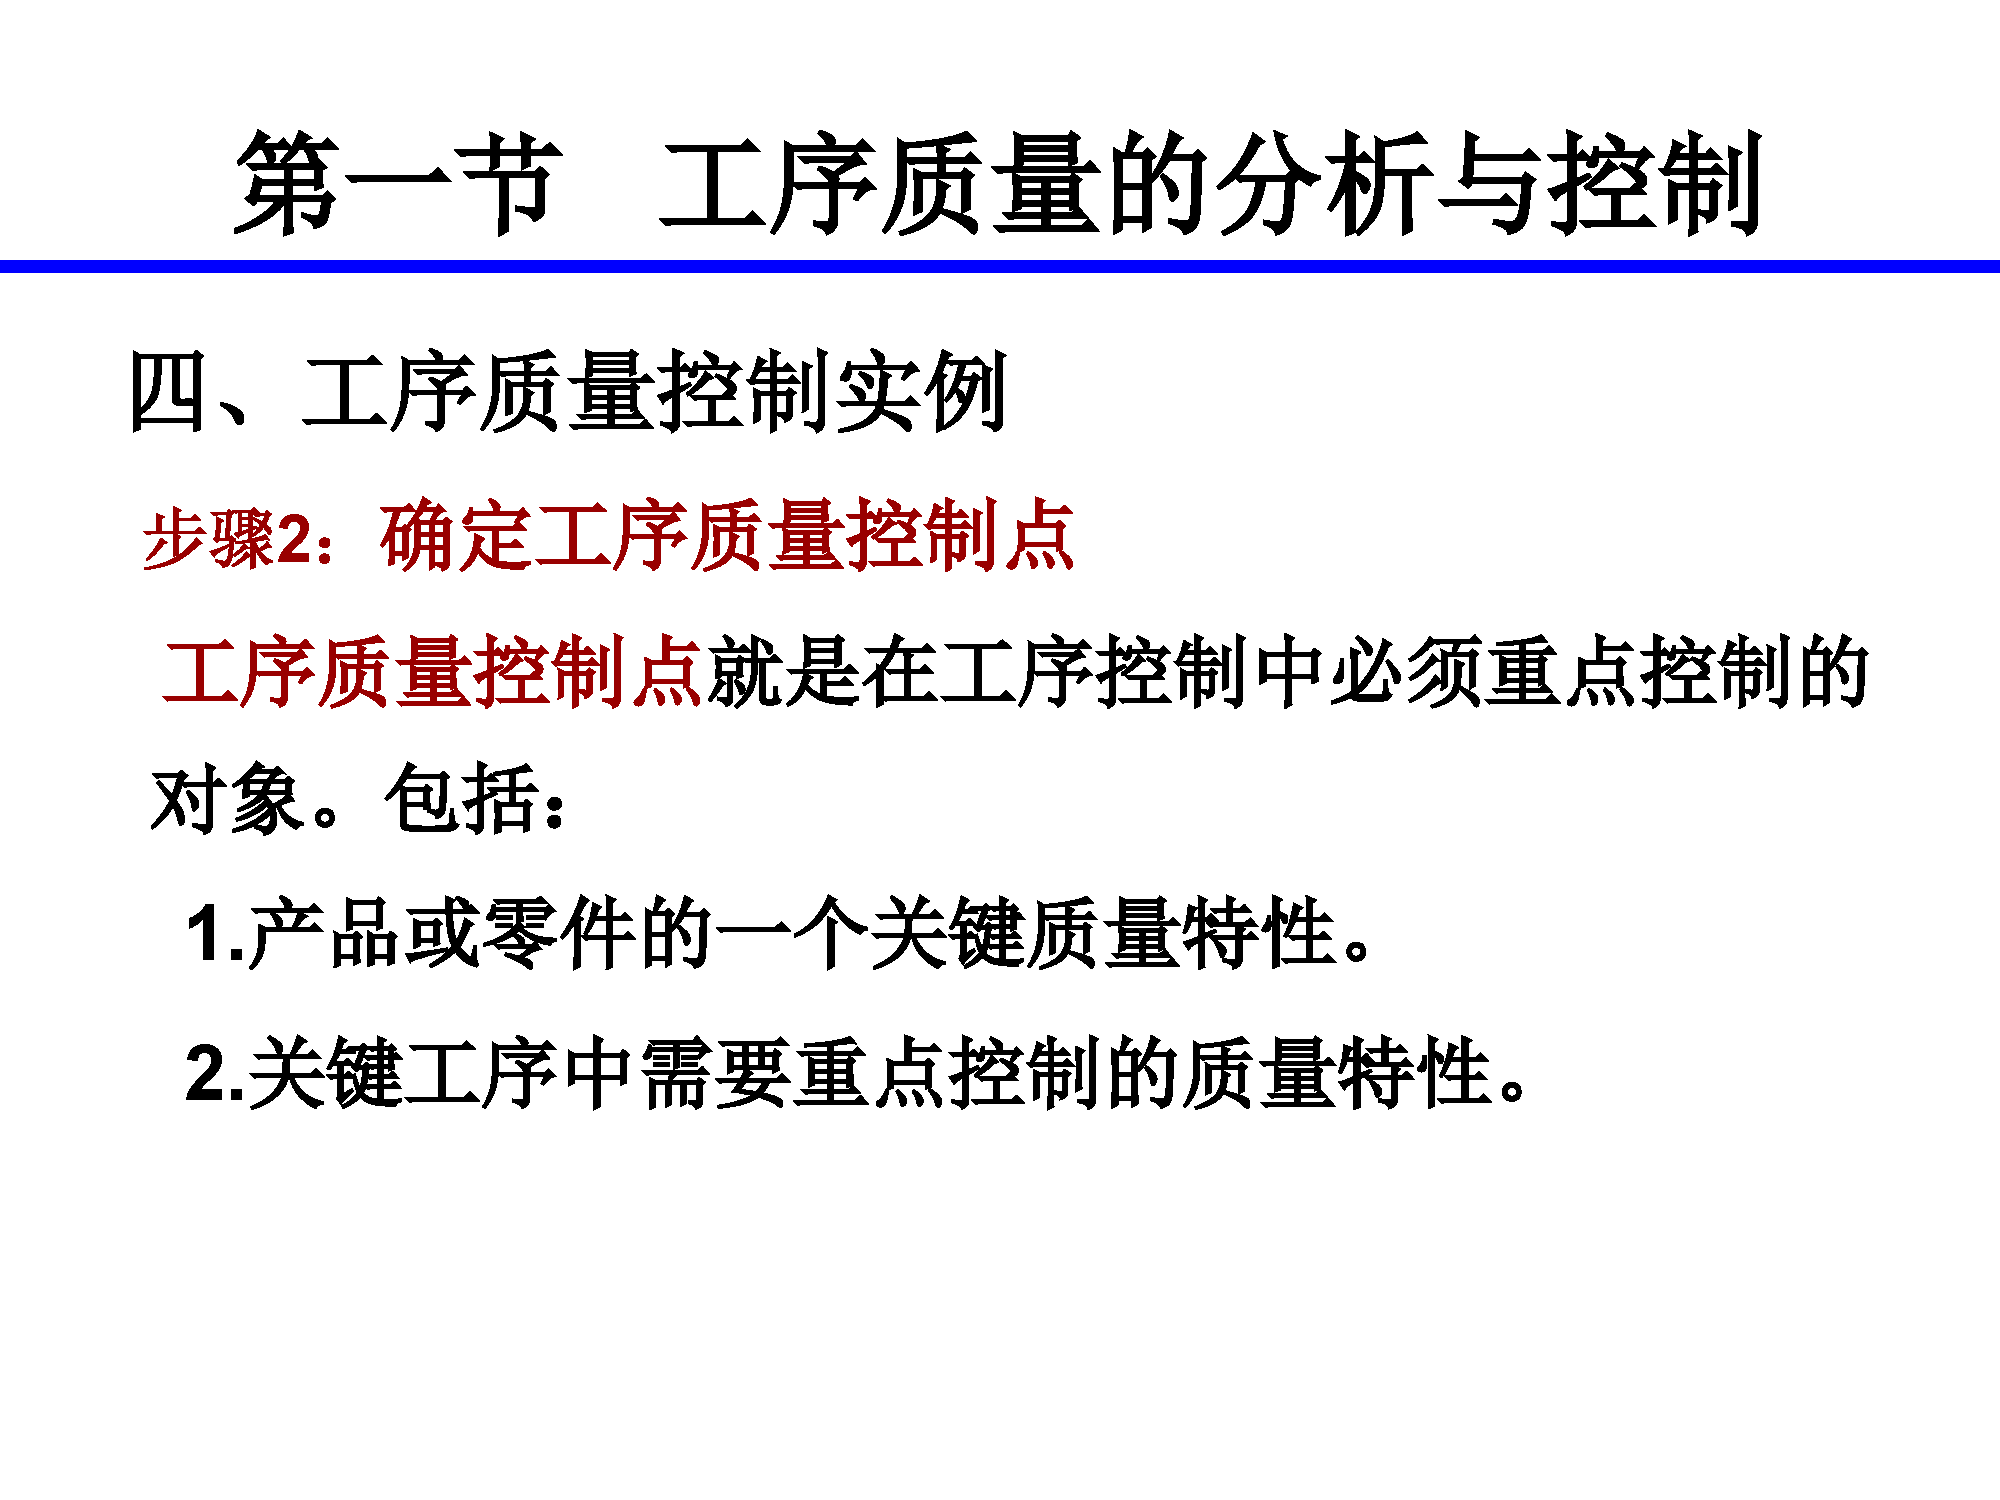 第一节 工序质量的分析与控制
四、工序质量控制实例
步骤2：确定工序质量控制点
工序质量控制点就是在工序控制中必须重点控制的
对象。包括：
1.产品或零件的一个关键质量特性。
2.关键工序中需要重点控制的质量特性。